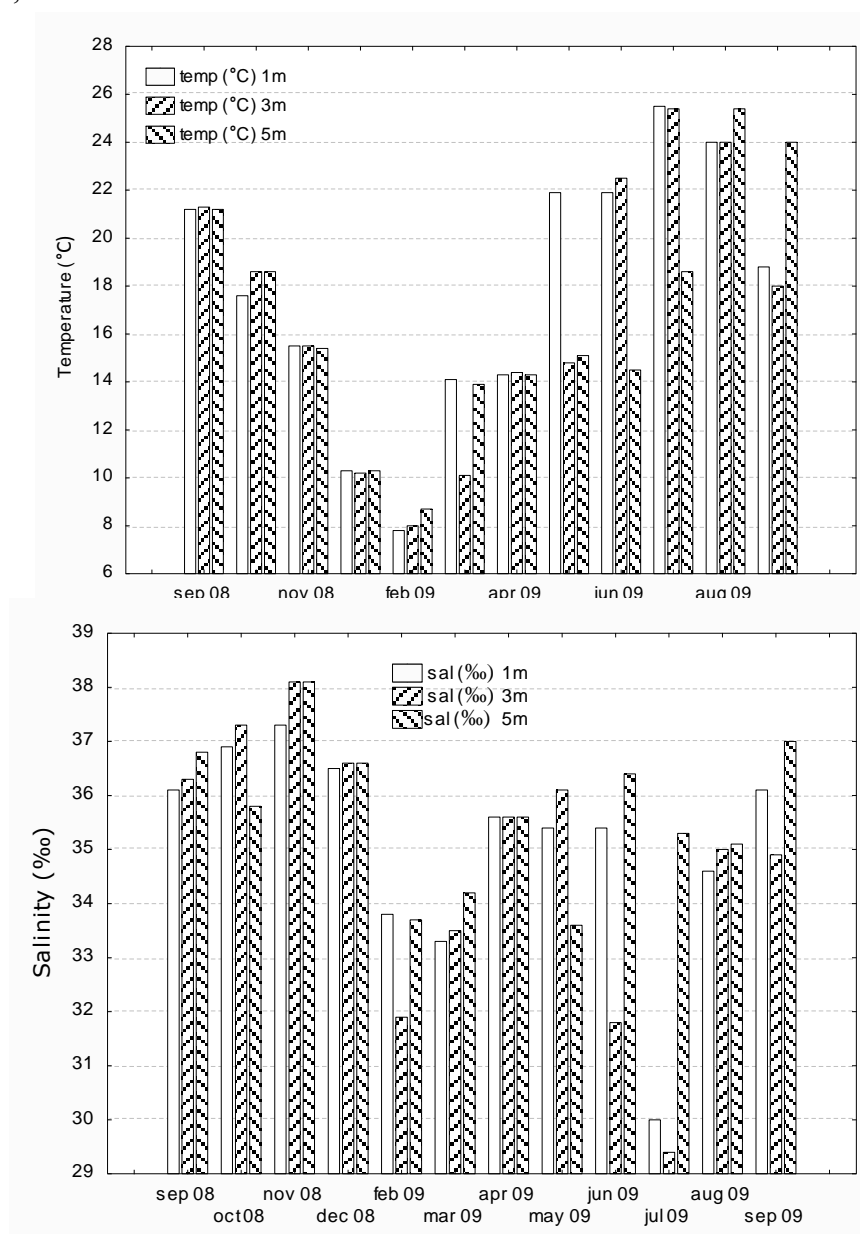 28
26
24
22
20
18
16
14
12
10
8
6
Temperature (°C)
temp (°C) 1m
temp (°C) 3m
temp (°C) 5m
sep 08 nov 08 feb 09 apr 09 jun 09 aug 09
39
38
37
36
35
34
33
32
31
30
29
Salinity (‰)
sal (‰) 1m
sal (‰) 3m
sal (‰) 5m
sep 08 nov 08 feb 09 apr 09 jun 09 aug 09
oct 08 dec 08 mar 09 may 09 jul 09 sep 09